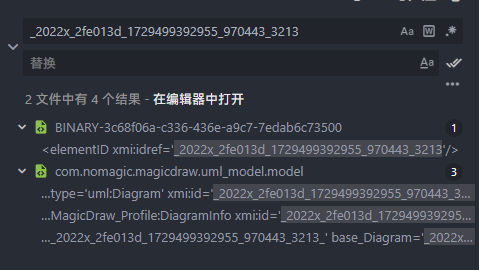 _2022x_2fe013d_1729499392955_970443_3213
Aa W .*
替换
Aa
2 文件中有 4 个结果 - 在编辑器中打开
BINARY-3c68f06a-c336-436e-a9c7-7edab6c73500 1
<elementID xmi:idref='_2022x_2fe013d_1729499392955_970443_3213'/>
com.nomagic.magicdraw.uml_model.model 3
...type='uml:Diagram' xmi:id='_2022x_2fe013d_1729499392955_970443_3...
...MagicDraw_Profile:DiagramInfo xmi:id='_2022x_2fe013d_172949939295...
..._2022x_2fe013d_1729499392955_970443_3213_' base_Diagram='_2022x...